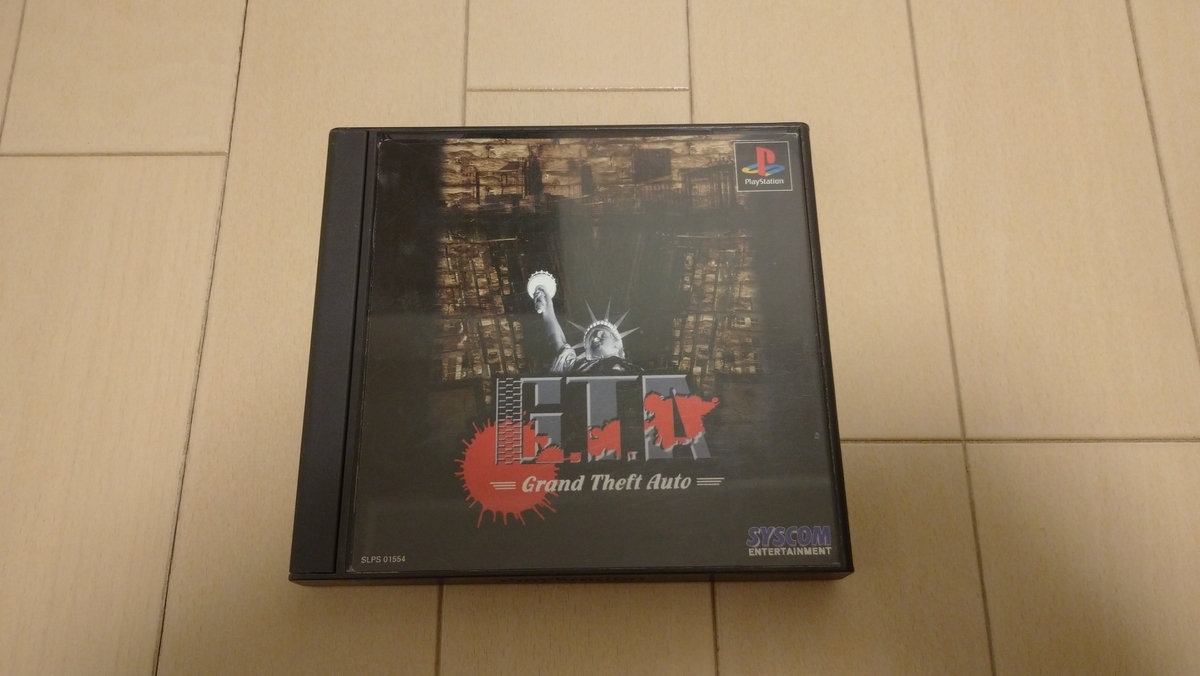 PlayStation
G.T.A
Grand Theft Auto
SLPS 01554
SYSCOM
ENTERTAINMENT